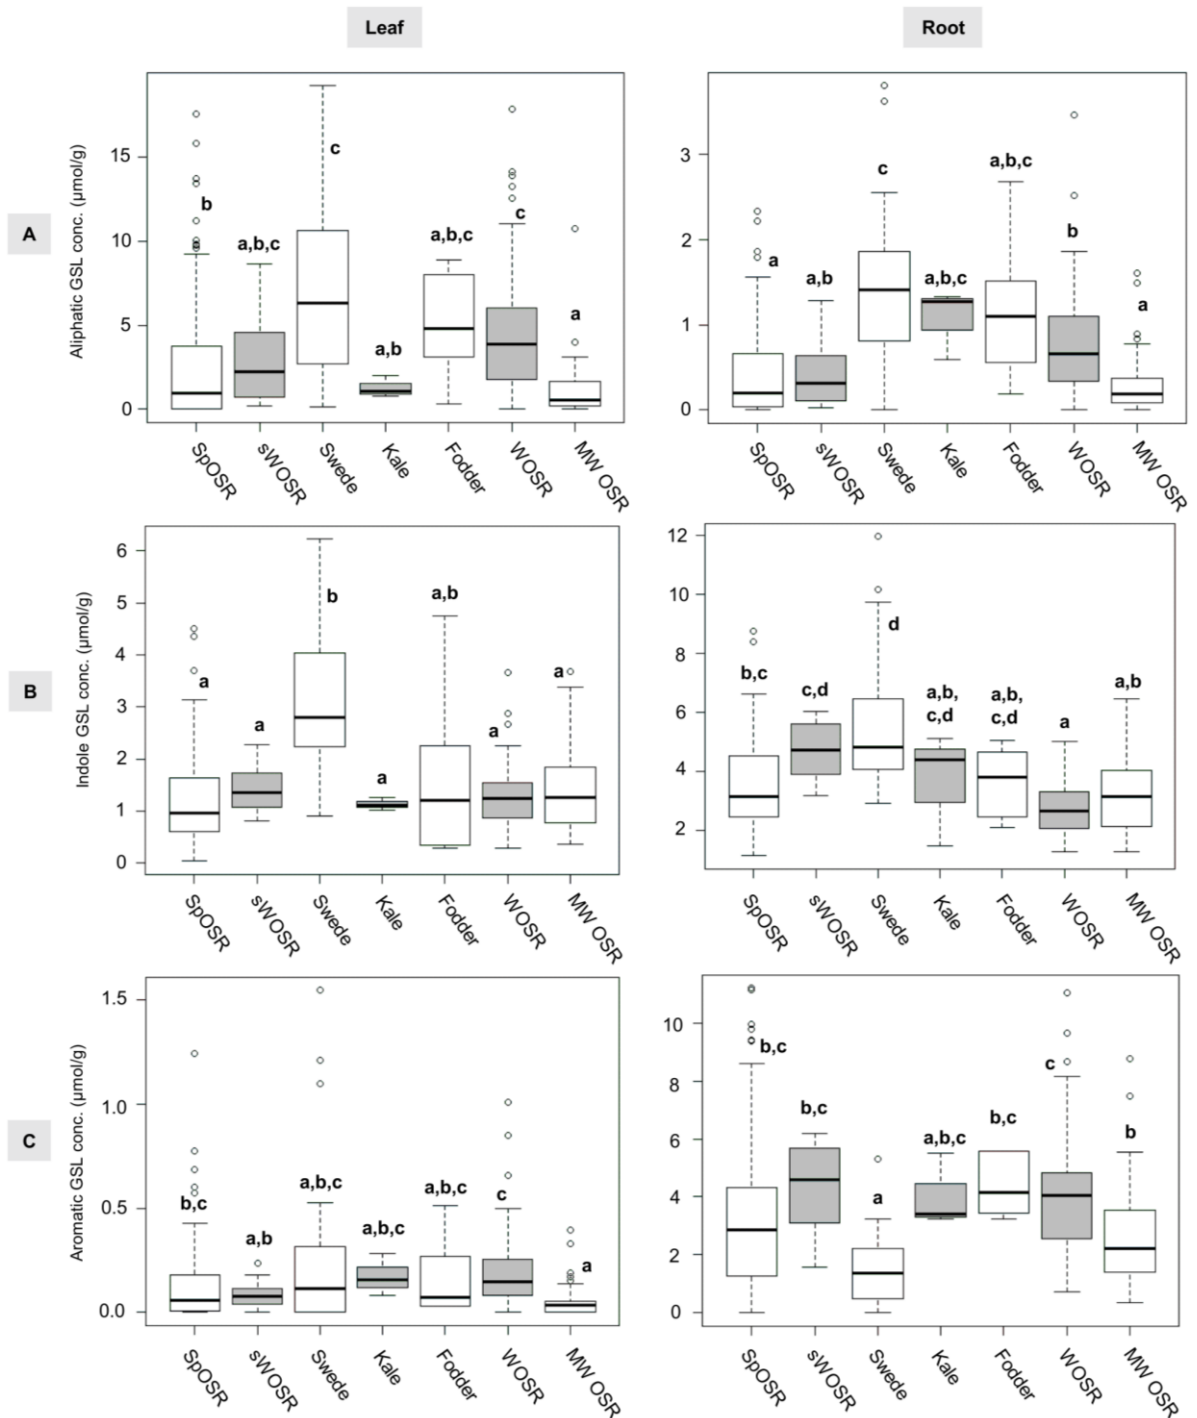 Leaf
Root
A
Aliphatic GSL conc. (µmol/g)
15
10
5
0
b
a,b,c
c
a,b
a,b,c
c
a
SpOSR
sWOSR
Swede
Kale
Fodder
WOSR
MW OSR
3
2
1
0
a
a,b
c
a,b,c
a,b,c
b
a
SpOSR
sWOSR
Swede
Kale
Fodder
WOSR
MW OSR
B
Indole GSL conc. (µmol/g)
6
5
4
3
2
1
0
a
a
b
a
a,b
a
a
SpOSR
sWOSR
Swede
Kale
Fodder
WOSR
MW OSR
12
10
8
6
4
2
b,c
c,d
d
a,b,
c,d
a,b,
c,d
a
a,b
SpOSR
sWOSR
Swede
Kale
Fodder
WOSR
MW OSR
C
Aromatic GSL conc. (µmol/g)
1.5
1.0
0.5
0.0
b,c
a,b
a,b,c
a,b,c
a,b,c
c
a
SpOSR
sWOSR
Swede
Kale
Fodder
WOSR
MW OSR
10
8
6
4
2
0
b,c
b,c
a
a,b,c
b,c
c
b
SpOSR
sWOSR
Swede
Kale
Fodder
WOSR
MW OSR